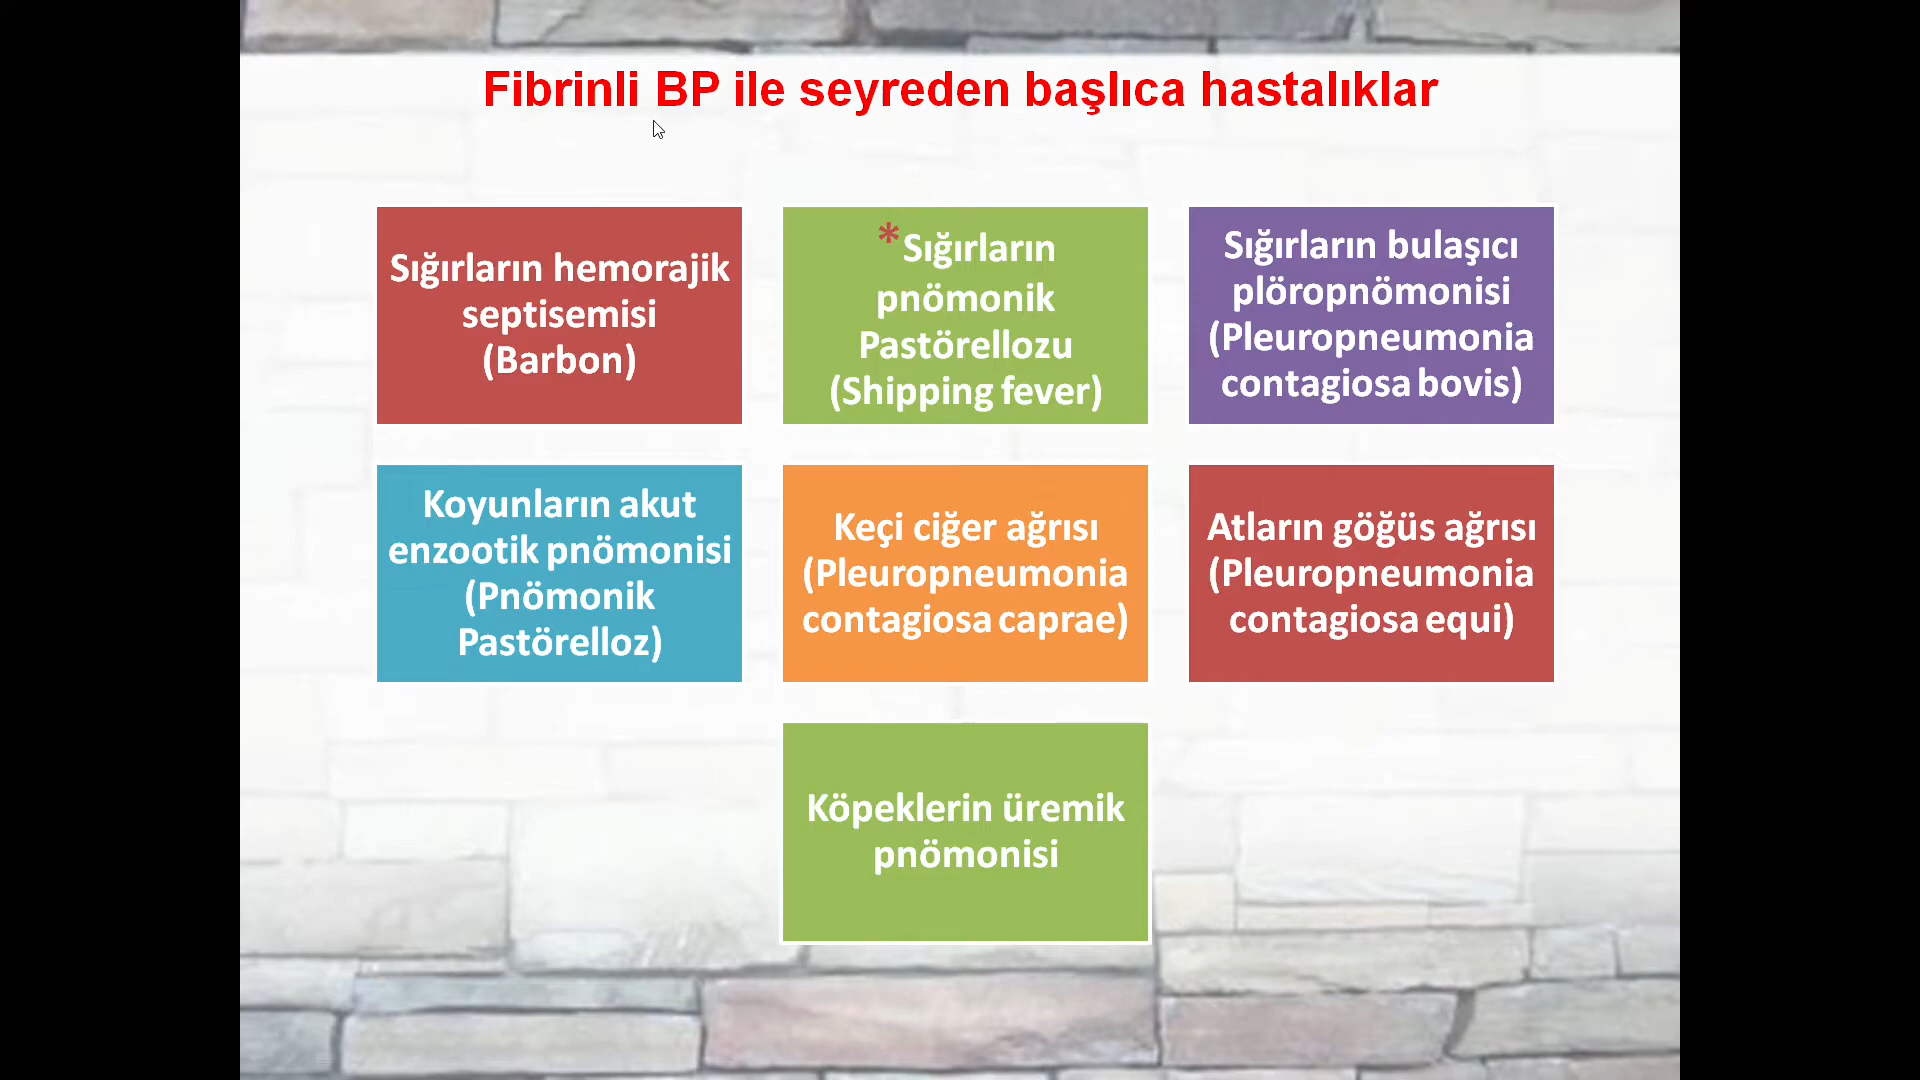 Fibrinli BP ile seyreden başlıca hastalıklar
Sığırların hemorajik
septisemisi
(Barbon)
*Sığırların
pnömonik
Pastörellozu
(Shipping fever)
Sığırların bulaşıcı
plöropnömonisi
(Pleuropneumonia
contagiosa bovis)
Koyunların akut
enzootik pnömonisi
(Pnömonik
Pastörelloz)
Keçi ciğer ağrısı
(Pleuropneumonia
contagiosa caprae)
Atların göğüs ağrısı
(Pleuropneumonia
contagiosa equi)
Köpeklerin üremik
pnömonisi